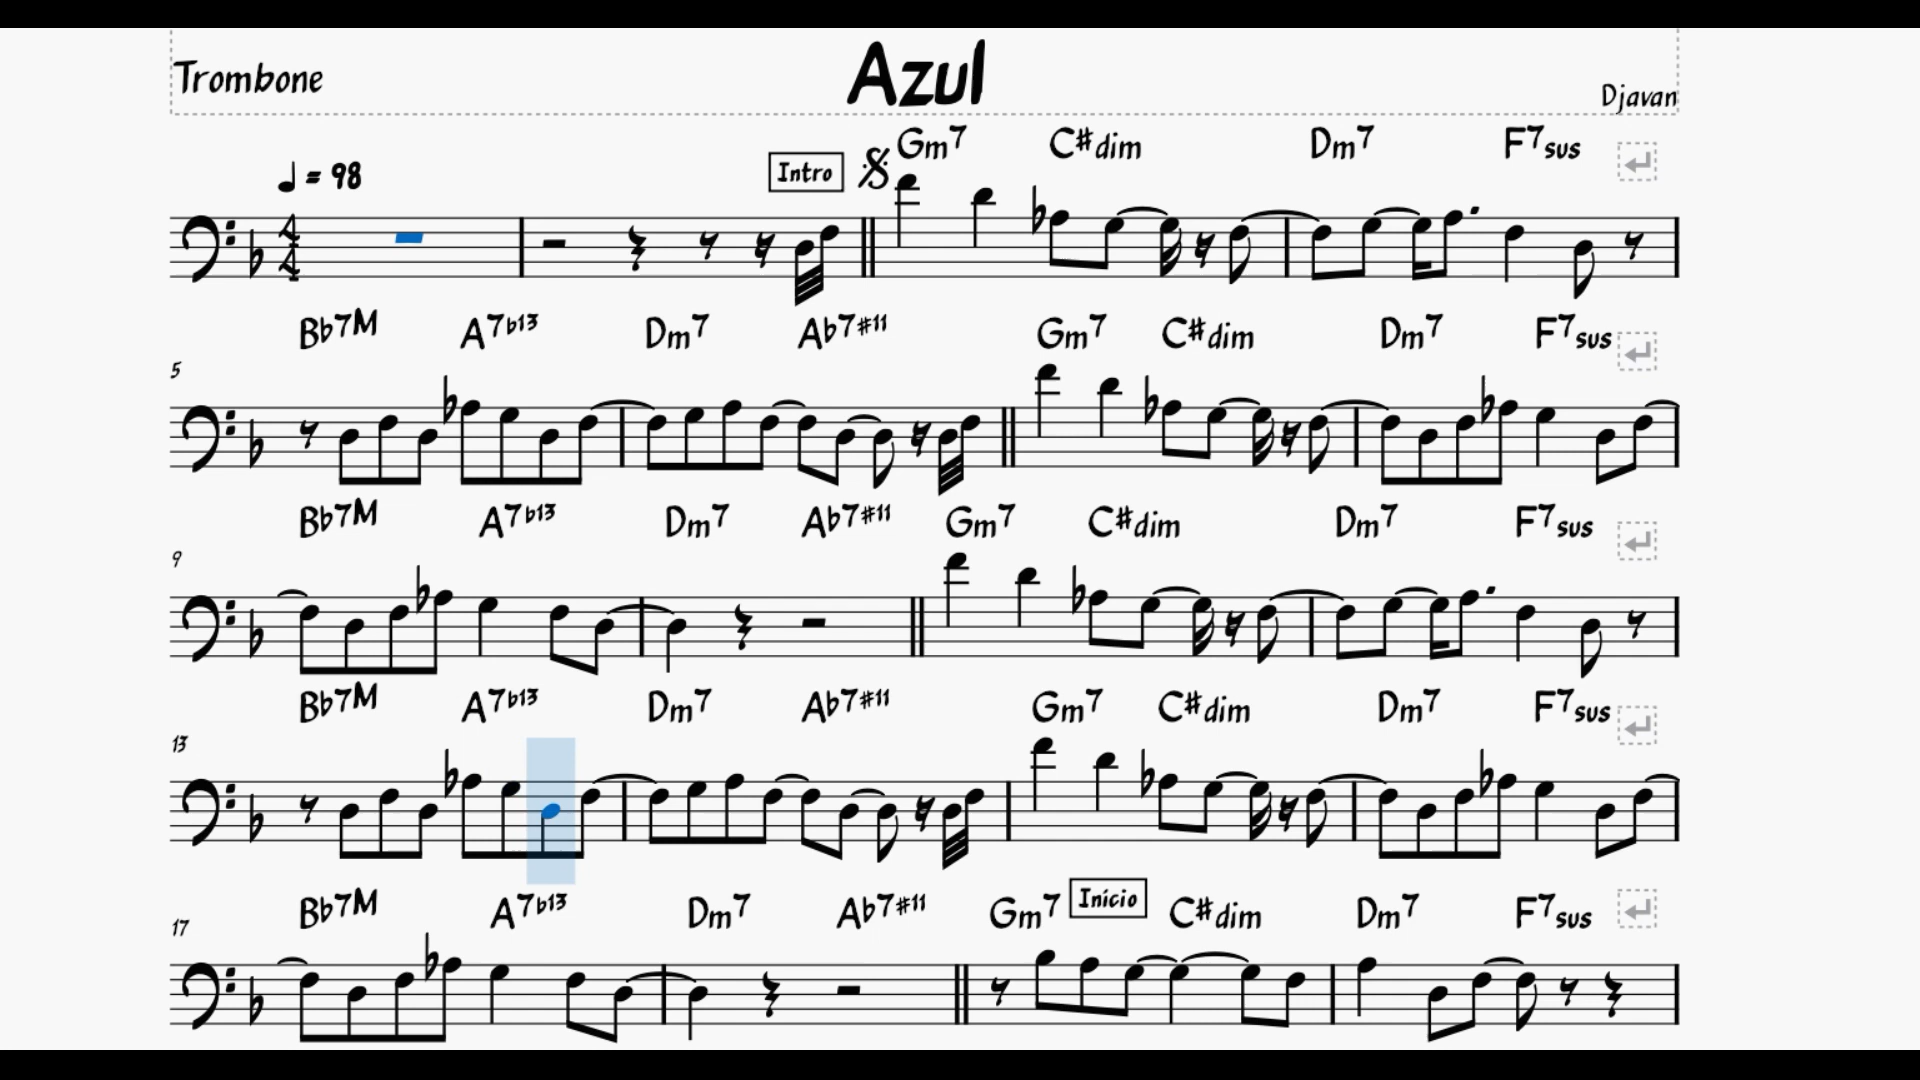 Azul
Trombone
Djavan
Gm7 C#dim Dm7 F7sus
♩ = 98 Intro
4
4
Bb7M A7b13 Dm7 Ab7#11 Gm7 C#dim Dm7 F7sus
5
Bb7M A7b13 Dm7 Ab7#11 Gm7 C#dim Dm7 F7sus
9
Bb7M A7b13 Dm7 Ab7#11 Gm7 C#dim Dm7 F7sus
13
Bb7M A7b13 Dm7 Ab7#11 Gm7 Início C#dim Dm7 F7sus
17